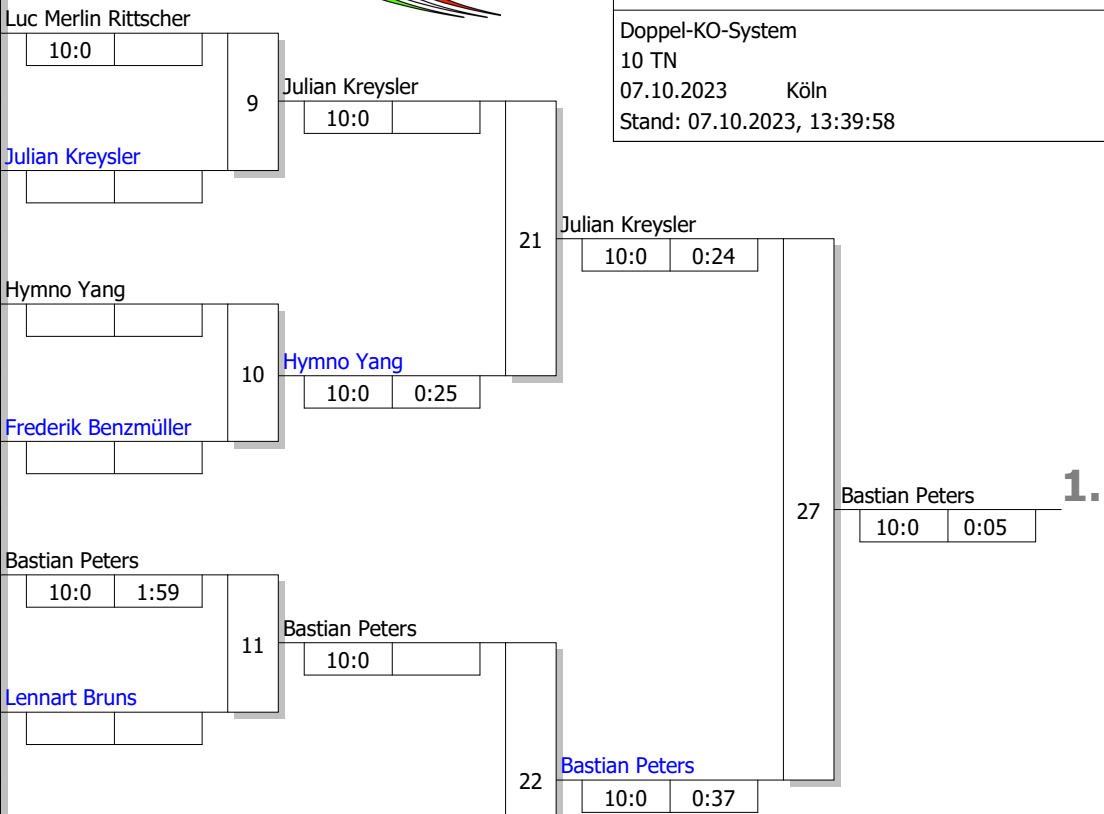 Luc Merlin Rittscher
10:0
9
Julian Kreysler
Julian Kreysler
10:0
Doppel-KO-System
10 TN
07.10.2023 Köln
Stand: 07.10.2023, 13:39:58
21
Julian Kreysler
10:0 0:24
Hymno Yang
10
Hymno Yang
10:0 0:25
Frederik Benzmüller
27
Bastian Peters
10:0 0:05
1.
Bastian Peters
10:0 1:59
11
Bastian Peters
10:0
Lennart Bruns
22
Bastian Peters
10:0 0:37